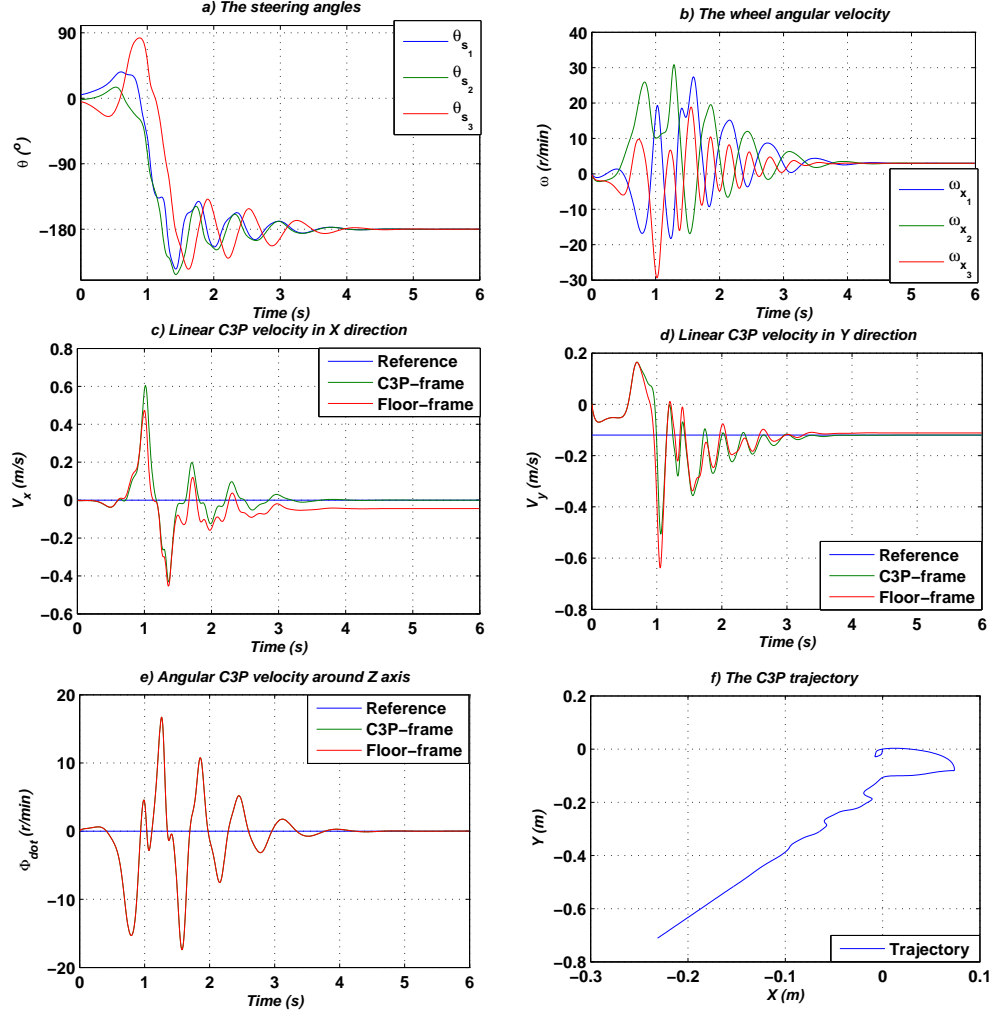 a) The steering angles
90
0
−90
−180
θ (º)
0 1 2 3 4 5 6
Time (s)
θs1
θs2
θs3
b) The wheel angular velocity
40
30
20
10
0
−10
−20
−30
ω (r/min)
0 1 2 3 4 5 6
Time (s)
ωx1
ωx2
ωx3
c) Linear C3P velocity in X direction
0.8
0.6
0.4
0.2
0
−0.2
−0.4
−0.6
Vx (m/s)
0 1 2 3 4 5 6
Time (s)
Reference
C3P−frame
Floor−frame
d) Linear C3P velocity in Y direction
0.2
0
−0.2
−0.4
−0.6
−0.8
Vy (m/s)
0 1 2 3 4 5 6
Time (s)
Reference
C3P−frame
Floor−frame
e) Angular C3P velocity around Z axis
20
10
0
−10
−20
Φdot (r/min)
0 1 2 3 4 5 6
Time (s)
Reference
C3P−frame
Floor−frame
f) The C3P trajectory
0.2
0
−0.2
−0.4
−0.6
−0.8
Y (m)
−0.3 −0.2 −0.1 0 0.1
X (m)
Trajectory